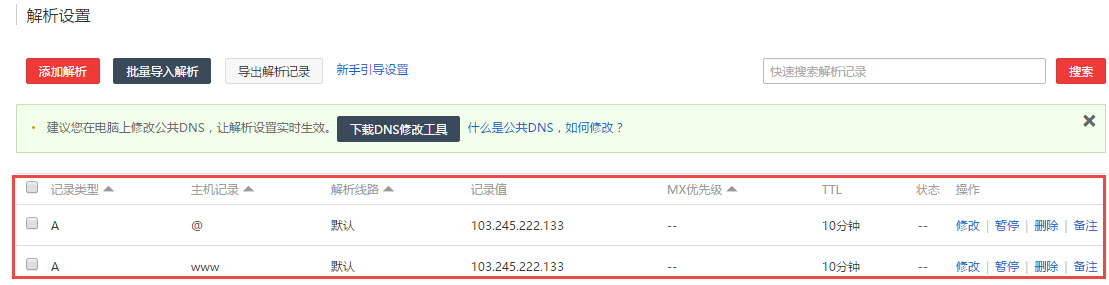 解析设置
添加解析 批量导入解析 导出解析记录 新手引导设置 快速搜索解析记录 搜索
建议您在电脑上修改公共DNS，让解析设置实时生效。 下载DNS修改工具 什么是公共DNS，如何修改？
记录类型 主机记录 解析线路 记录值 MX优先级 TTL 状态 操作
A @ 默认 103.245.222.133 -- 10分钟 -- 修改 | 暂停 | 删除 | 备注
A www 默认 103.245.222.133 -- 10分钟 -- 修改 | 暂停 | 删除 | 备注